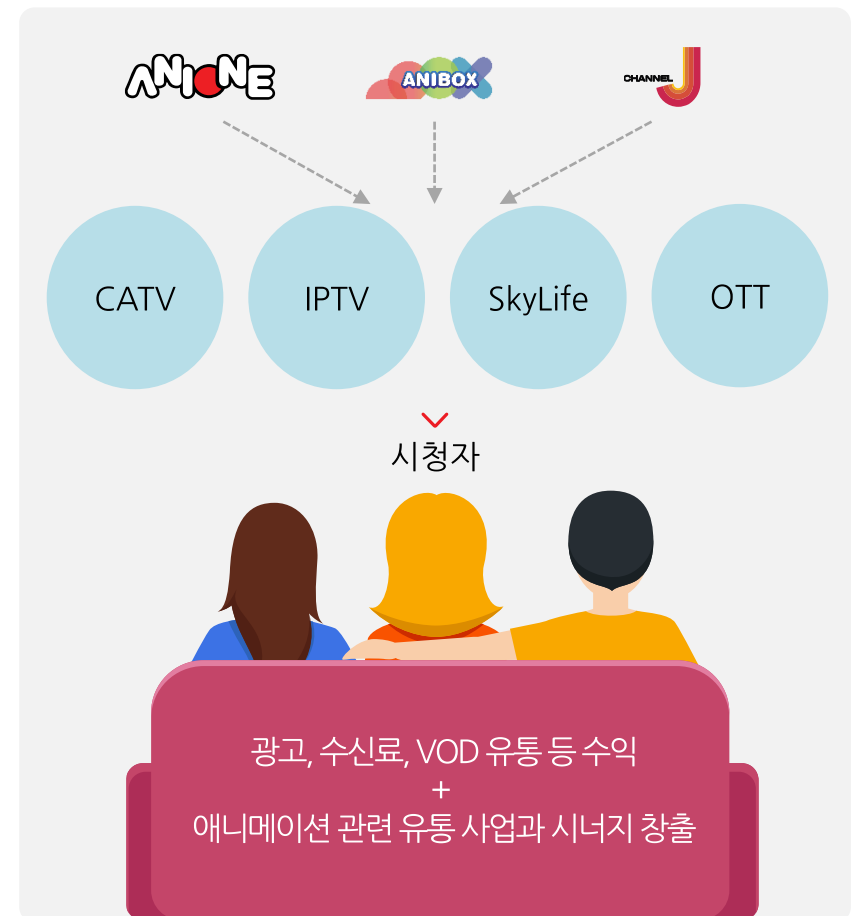 ANIONE
ANIBOX
CHANNEL J
CATV
IPTV
SkyLife
OTT
시청자
광고, 수신료, VOD 유통 등 수익
+
애니메이션 관련 유통 사업과 시너지 창출